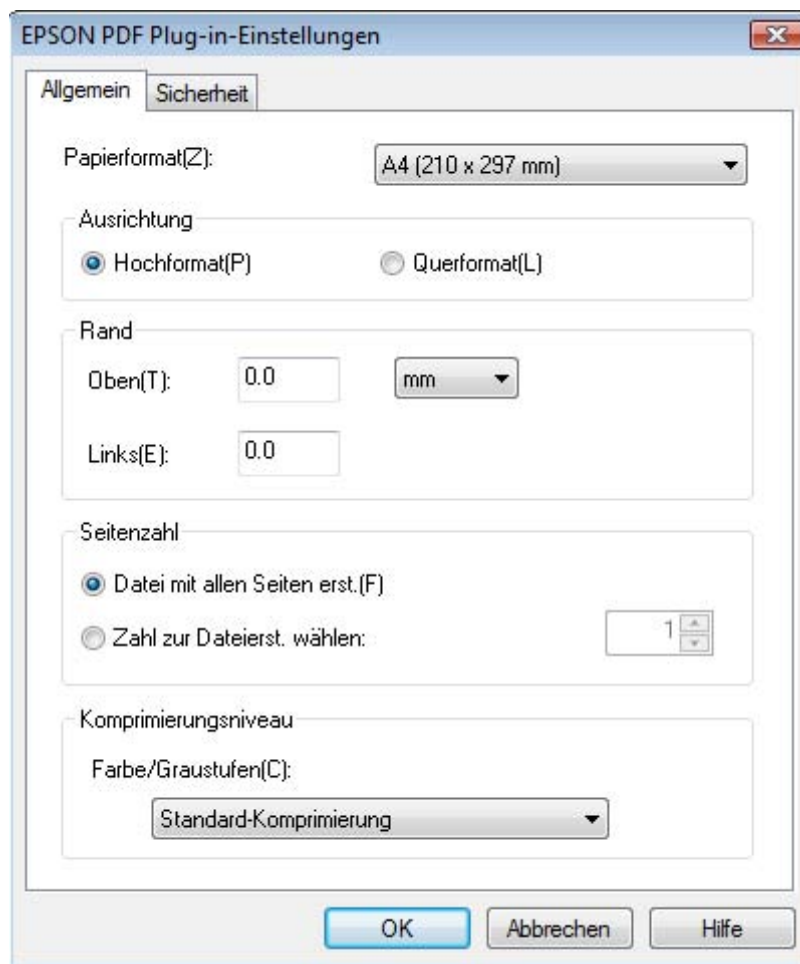 EPSON PDF Plug-in-Einstellungen
Allgemein Sicherheit
Papierformat(Z): A4 (210 x 297 mm)
Ausrichtung
Hochformat(P) Querformat(L)
Rand
Oben(T): 0.0 mm
Links(E): 0.0
Seitenzahl
Datei mit allen Seiten erst.(F)
Zahl zur Dateierst. wählen: 1
Komprimierungsniveau
Farbe/Graustufen(C):
Standard-Komprimierung
OK Abbrechen Hilfe